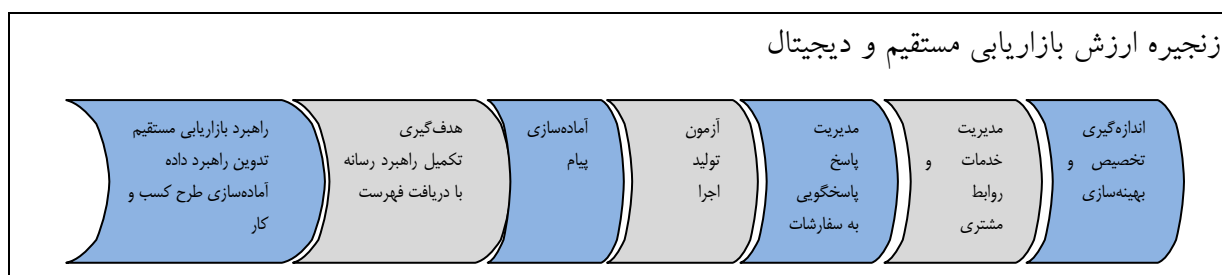 زنجیره ارزش بازاریابی مستقیم و دیجیتال
راهبرد بازاریابی مستقیم
تدوین راهبرد داده
آماده‌سازی طرح کسب و
کار
هدف‌گیری
تکمیل راهبرد رسانه
با دریافت فهرست
آماده‌سازی
پیام
آزمون
تولید
اجرا
مدیریت
پاسخ
پاسخگویی
به سفارشات
مدیریت
خدمات و
روابط
مشتری
اندازه‌گیری
تخصیص و
بهینه‌سازی